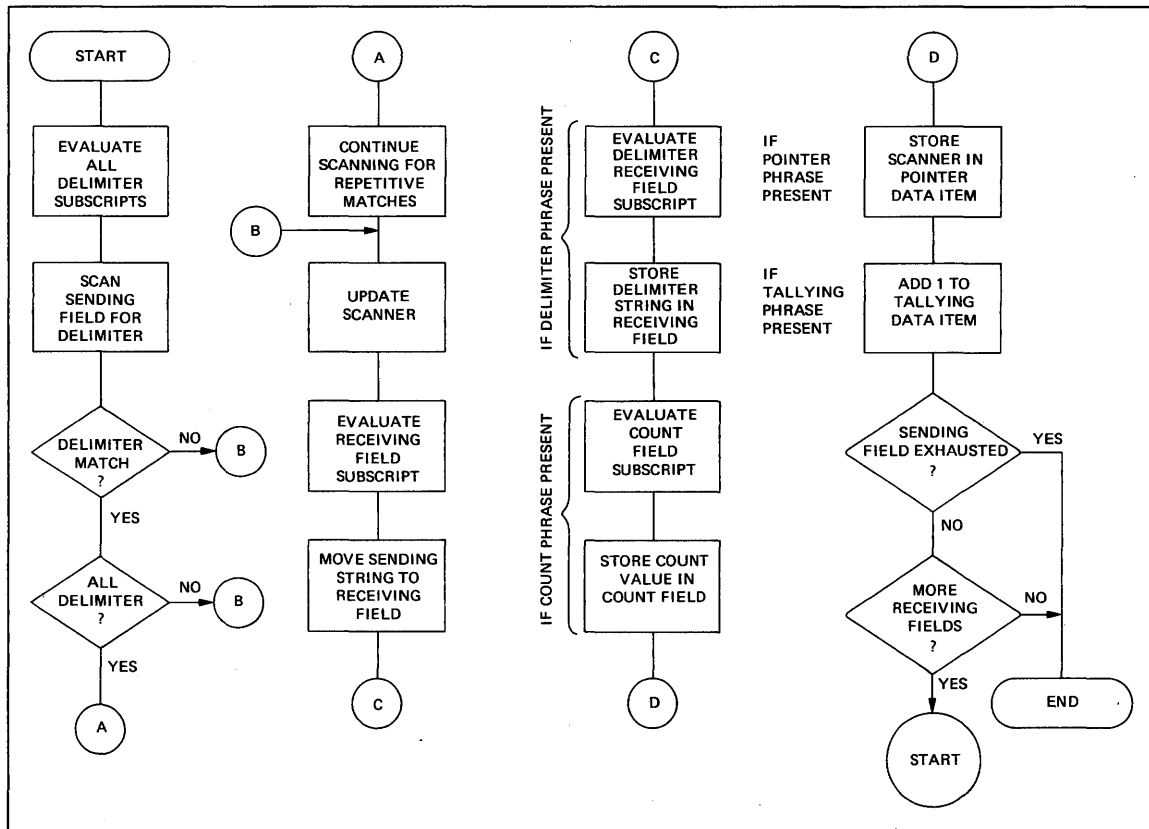 START
EVALUATE
ALL
DELIMITER
SUBSCRIPTS
SCAN
SENDING
FIELD FOR
DELIMITER
DELIMITER
MATCH
?
NO
B
YES
ALL
DELIMITER
?
NO
B
YES
A
A
CONTINUE
SCANNING FOR
REPETITIVE
MATCHES
B
UPDATE
SCANNER
EVALUATE
RECEIVING
FIELD
SUBSCRIPT
MOVE SENDING
STRING TO
RECEIVING
FIELD
C
C
IF DELIMITER PHRASE PRESENT
EVALUATE
DELIMITER
RECEIVING
FIELD
SUBSCRIPT
STORE
DELIMITER
STRING IN
RECEIVING
FIELD
IF COUNT PHRASE PRESENT
EVALUATE
COUNT
FIELD
SUBSCRIPT
STORE COUNT
VALUE IN
COUNT FIELD
D
D
IF
POINTER
PHRASE
PRESENT
STORE
SCANNER IN
POINTER
DATA ITEM
IF
TALLYING
PHRASE
PRESENT
ADD 1 TO
TALLYING
DATA ITEM
SENDING
FIELD EXHAUSTED
?
YES
NO
MORE
RECEIVING
FIELDS
?
NO
YES
END
START